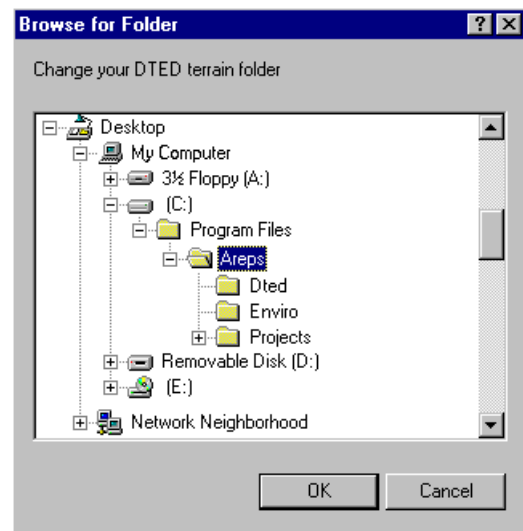 Browse for Folder
Change your DTED terrain folder
Desktop
My Computer
3½ Floppy (A:)
(C:)
Program Files
Areps
Dted
Enviro
Projects
Removable Disk (D:)
(E:)
Network Neighborhood
OK Cancel